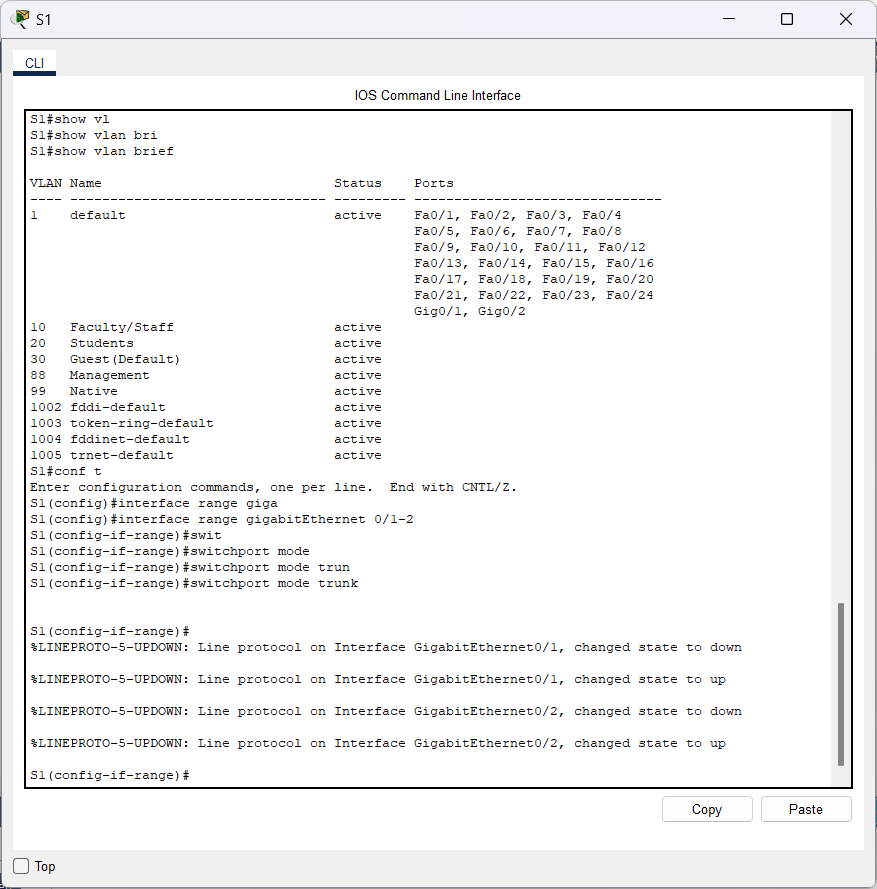 S1
CLI
IOS Command Line Interface
S1#show vl
S1#show vlan bri
S1#show vlan brief
VLAN Name                             Status    Ports
---- -------------------------------- --------- -------------------------------
1    default                          active    Fa0/1, Fa0/2, Fa0/3, Fa0/4
                                                Fa0/5, Fa0/6, Fa0/7, Fa0/8
                                                Fa0/9, Fa0/10, Fa0/11, Fa0/12
                                                Fa0/13, Fa0/14, Fa0/15, Fa0/16
                                                Fa0/17, Fa0/18, Fa0/19, Fa0/20
                                                Fa0/21, Fa0/22, Fa0/23, Fa0/24
                                                Gig0/1, Gig0/2
10   Faculty/Staff                    active
20   Students                         active
30   Guest(Default)                   active
88   Management                       active
99   Native                           active
1002 fddi-default                     active
1003 token-ring-default               active
1004 fddinet-default                  active
1005 trnet-default                    active
S1#conf t
Enter configuration commands, one per line.  End with CNTL/Z.
S1(config)#interface range giga
S1(config)#interface range gigabitEthernet 0/1-2
S1(config-if-range)#swit
S1(config-if-range)#switchport mode
S1(config-if-range)#switchport mode trun
S1(config-if-range)#switchport mode trunk
S1(config-if-range)#
%LINEPROTO-5-UPDOWN: Line protocol on Interface GigabitEthernet0/1, changed state to down
%LINEPROTO-5-UPDOWN: Line protocol on Interface GigabitEthernet0/1, changed state to up
%LINEPROTO-5-UPDOWN: Line protocol on Interface GigabitEthernet0/2, changed state to down
%LINEPROTO-5-UPDOWN: Line protocol on Interface GigabitEthernet0/2, changed state to up
S1(config-if-range)#
Copy
Paste
Top